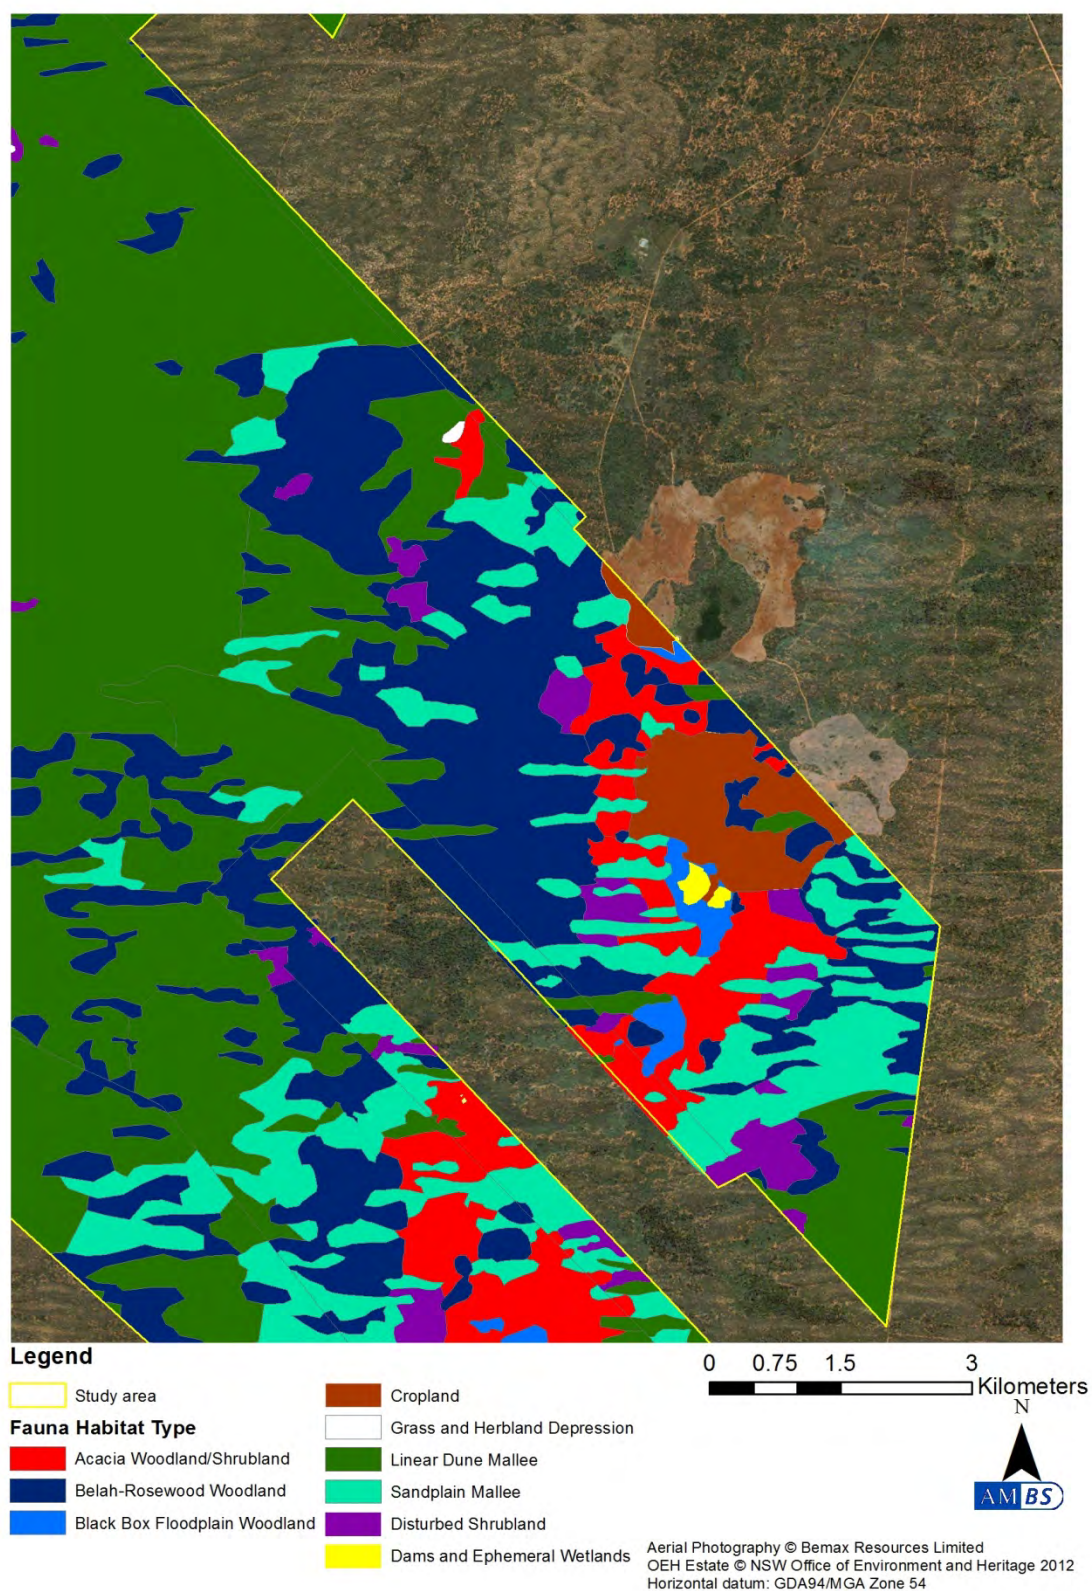 Legend
Study area
Fauna Habitat Type
Acacia Woodland/Shrubland
Belah-Rosewood Woodland
Black Box Floodplain Woodland
Cropland
Grass and Herbland Depression
Linear Dune Mallee
Sandplain Mallee
Disturbed Shrubland
Dams and Ephemeral Wetlands
0 0.75 1.5 3
Kilometers
N
AMBS
Aerial Photography © Bemax Resources Limited
OEH Estate © NSW Office of Environment and Heritage 2012
Horizontal datum: GDA94/MGA Zone 54